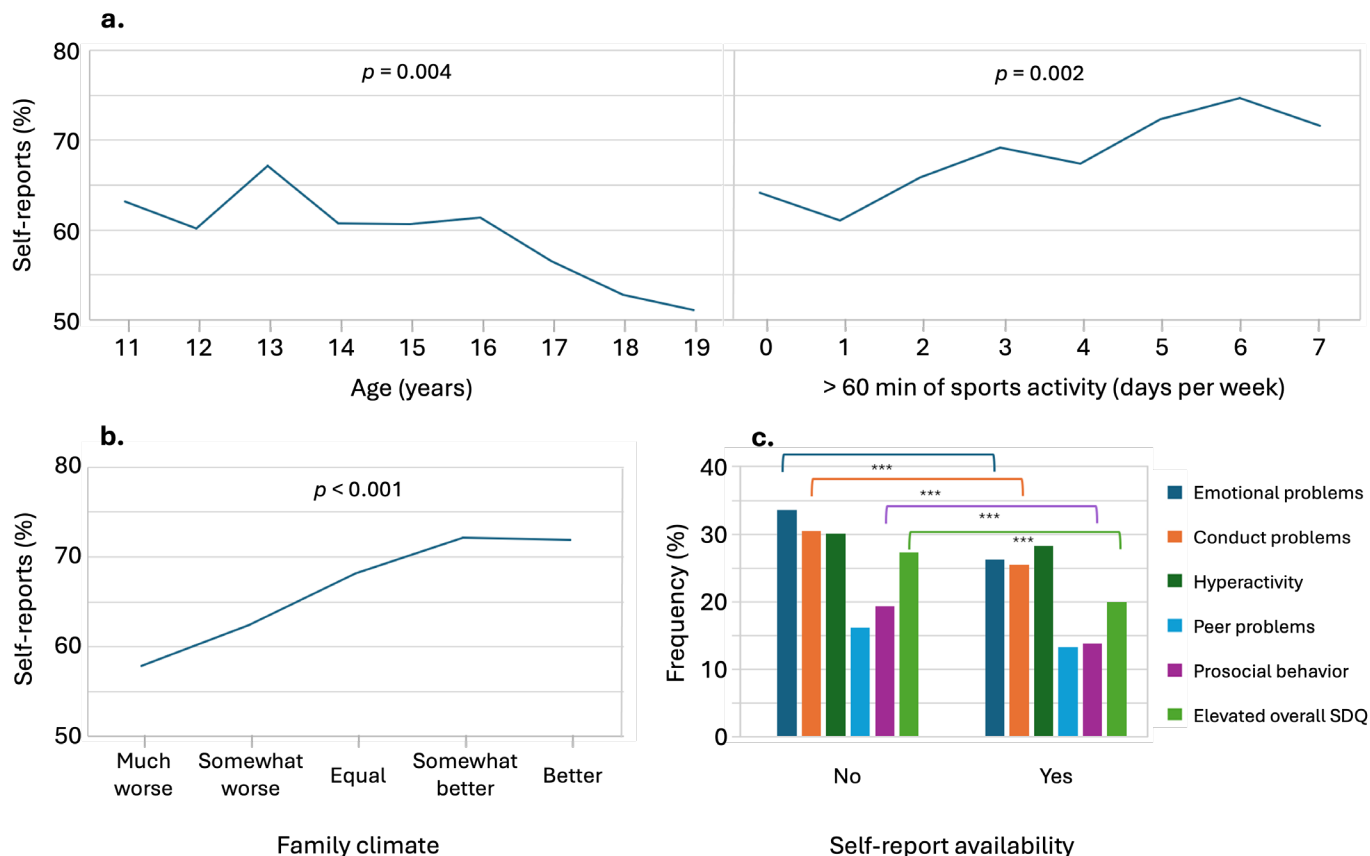 a.
Self-reports (%)
80
70
60
50
p = 0.004
11 12 13 14 15 16 17 18 19
Age (years)
p = 0.002
0 1 2 3 4 5 6 7
> 60 min of sports activity (days per week)
b.
Self-reports (%)
80
70
60
50
p < 0.001
Much worse
Somewhat worse
Equal
Somewhat better
Better
Family climate
c.
Frequency (%)
40
30
20
10
0
***
***
***
***
No Yes
Self-report availability
Emotional problems
Conduct problems
Hyperactivity
Peer problems
Prosocial behavior
Elevated overall SDQ